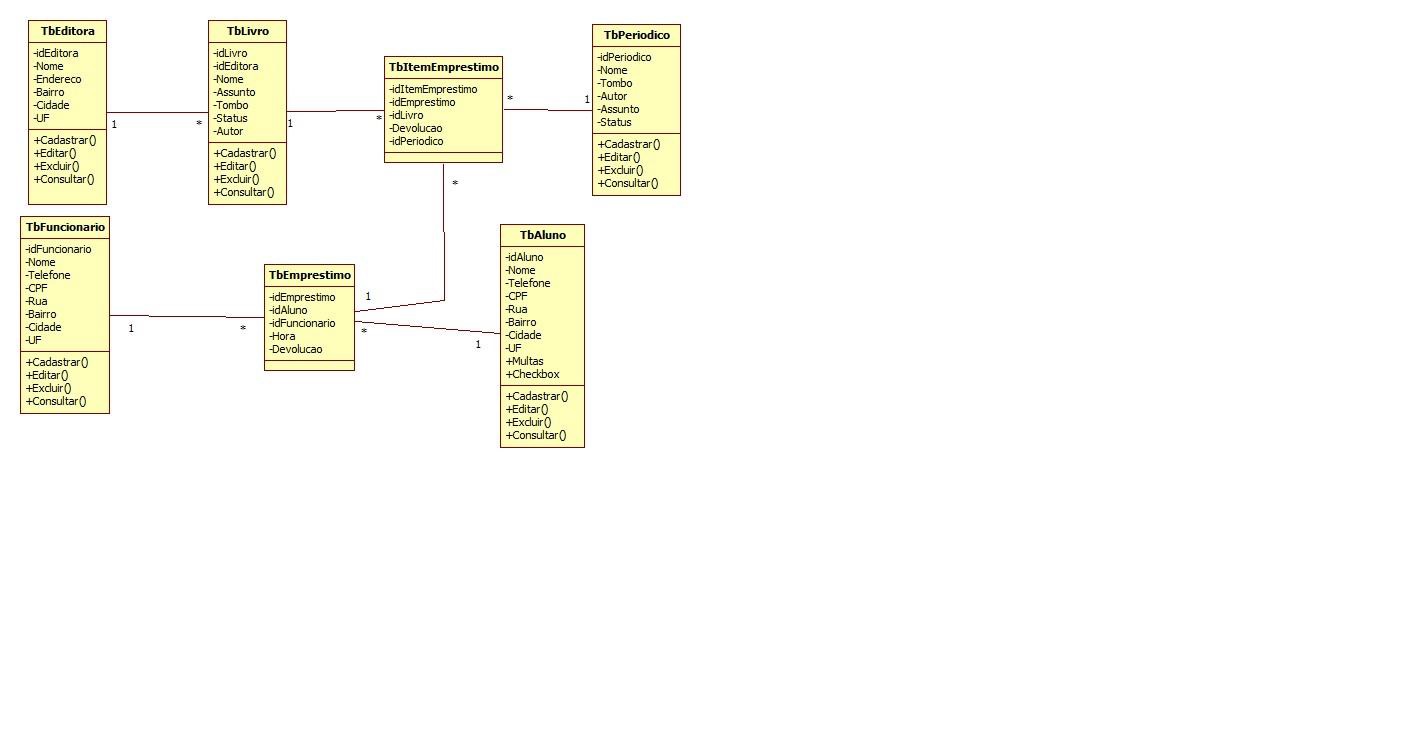 TbEditora
-idEditora
-Nome
-Endereco
-Bairro
-Cidade
-UF
+Cadastrar()
+Editar()
+Excluir()
+Consultar()
1
*
TbLivro
-idLivro
-idEditora
-Nome
-Assunto
-Tombo
-Status
-Autor
+Cadastrar()
+Editar()
+Excluir()
+Consultar()
1
*
TbItemEmprestimo
-idItemEmprestimo
-idEmprestimo
-idLivro
-Devolucao
-idPeriodico
*
1
*
TbPeriodico
-idPeriodico
-Nome
-Tombo
-Autor
-Assunto
-Status
+Cadastrar()
+Editar()
+Excluir()
+Consultar()
TbFuncionario
-idFuncionario
-Nome
-Telefone
-CPF
-Rua
-Bairro
-Cidade
-UF
+Cadastrar()
+Editar()
+Excluir()
+Consultar()
1
*
TbEmprestimo
-idEmprestimo
-idAluno
-idFuncionario
-Hora
-Devolucao
1
*
1
TbAluno
-idAluno
-Nome
-Telefone
-CPF
-Rua
-Bairro
-Cidade
-UF
+Multas
+Checkbox
+Cadastrar()
+Editar()
+Excluir()
+Consultar()